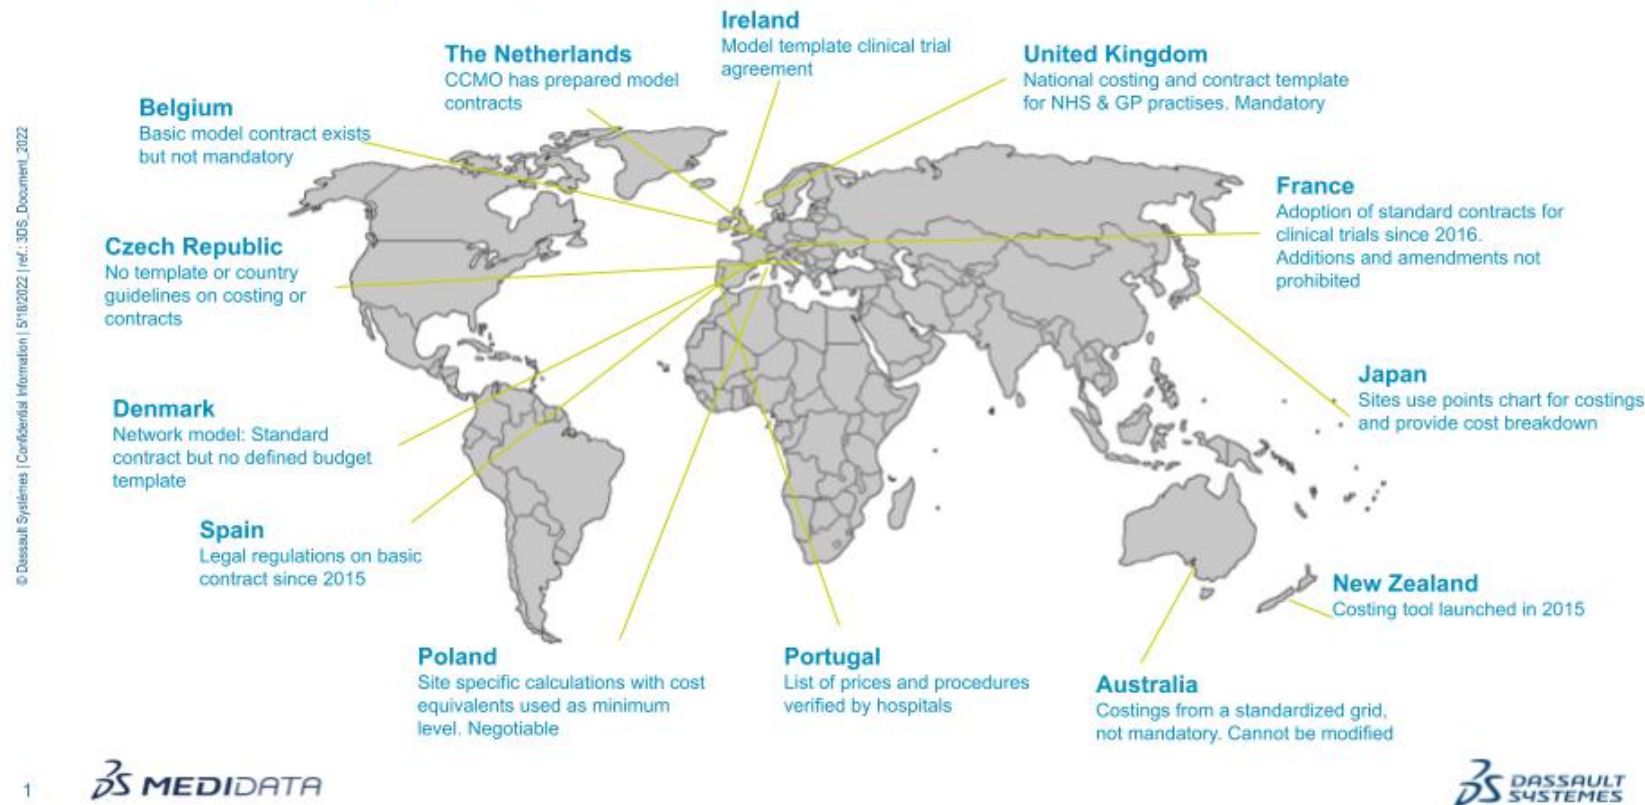 Ireland
Model template clinical trial
agreement
The Netherlands
CCMO has prepared model
contracts
United Kingdom
National costing and contract template
for NHS & GP practises. Mandatory
Belgium
Basic model contract exists
but not mandatory
France
Adoption of standard contracts for
clinical trials since 2016.
Additions and amendments not
prohibited
Czech Republic
No template or country
guidelines on costing or
contracts
Japan
Sites use points chart for costings
and provide cost breakdown
Denmark
Network model: Standard
contract but no defined budget
template
Spain
Legal regulations on basic
contract since 2015
New Zealand
Costing tool launched in 2015
Poland
Site specific calculations with cost
equivalents used as minimum
level. Negotiable
Portugal
List of prices and procedures
verified by hospitals
Australia
Costings from a standardized grid,
not mandatory. Cannot be modified
© Dassault Systèmes | Confidential Information | 5/18/2022 | ref.: 3DS_Document_2022
1
MEDIDATA
DASSAULT
SYSTEMES